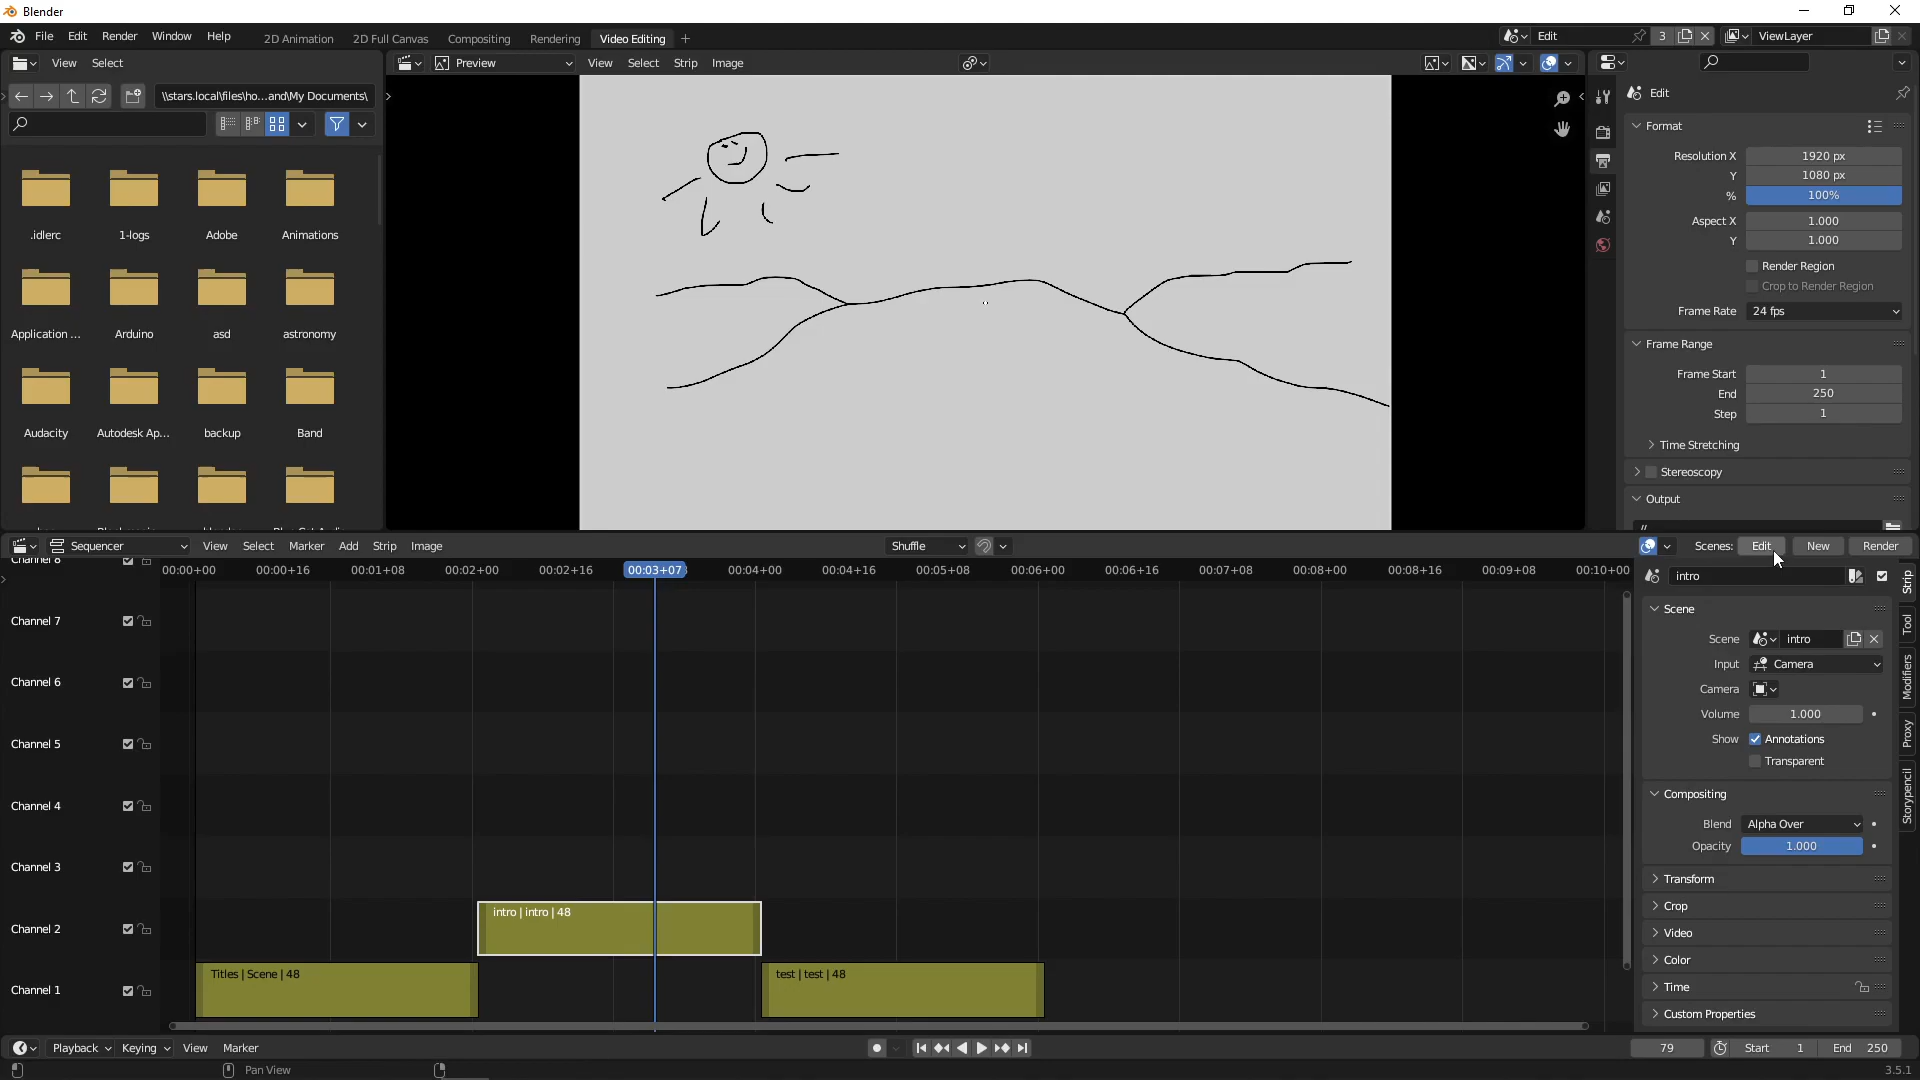 Blender
File Edit Render Window Help 2D Animation 2D Full Canvas Compositing Rendering Video Editing + Edit 3 ViewLayer
View Select
\\stars.local\files\ho...and\My Documents\
.idlerc 1-logs Adobe Animations
Application ... Arduino asd astronomy
Audacity Autodesk Ap... backup Band
Preview View Select Strip Image
Edit
Format
Resolution X 1920 px
Y 1080 px
% 100%
Aspect X 1.000
Y 1.000
Render Region
Crop to Render Region
Frame Rate 24 fps
Frame Range
Frame Start 1
End 250
Step 1
Time Stretching
Stereoscopy
Output
//
Sequencer View Select Marker Add Strip Image Shuffle Scenes: Edit New Render
00:00+00 00:00+16 00:01+08 00:02+00 00:02+16 00:03+07 00:04+00 00:04+16 00:05+08 00:06+00 00:06+16 00:07+08 00:08+00 00:08+16 00:09+08 00:10+00
Channel 8
Channel 7
Channel 6
Channel 5
Channel 4
Channel 3
Channel 2
Channel 1
intro | intro | 48
Titles | Scene | 48
test | test | 48
intro
Scene
Scene intro
Input Camera
Camera
Volume 1.000
Show Annotations
Transparent
Compositing
Blend Alpha Over
Opacity 1.000
Transform
Crop
Video
Color
Time
Custom Properties
Strip
Tool
Modifiers
Proxy
Storypencil
Playback Keying View Marker 79 Start 1 End 250
Pan View 3.5.1